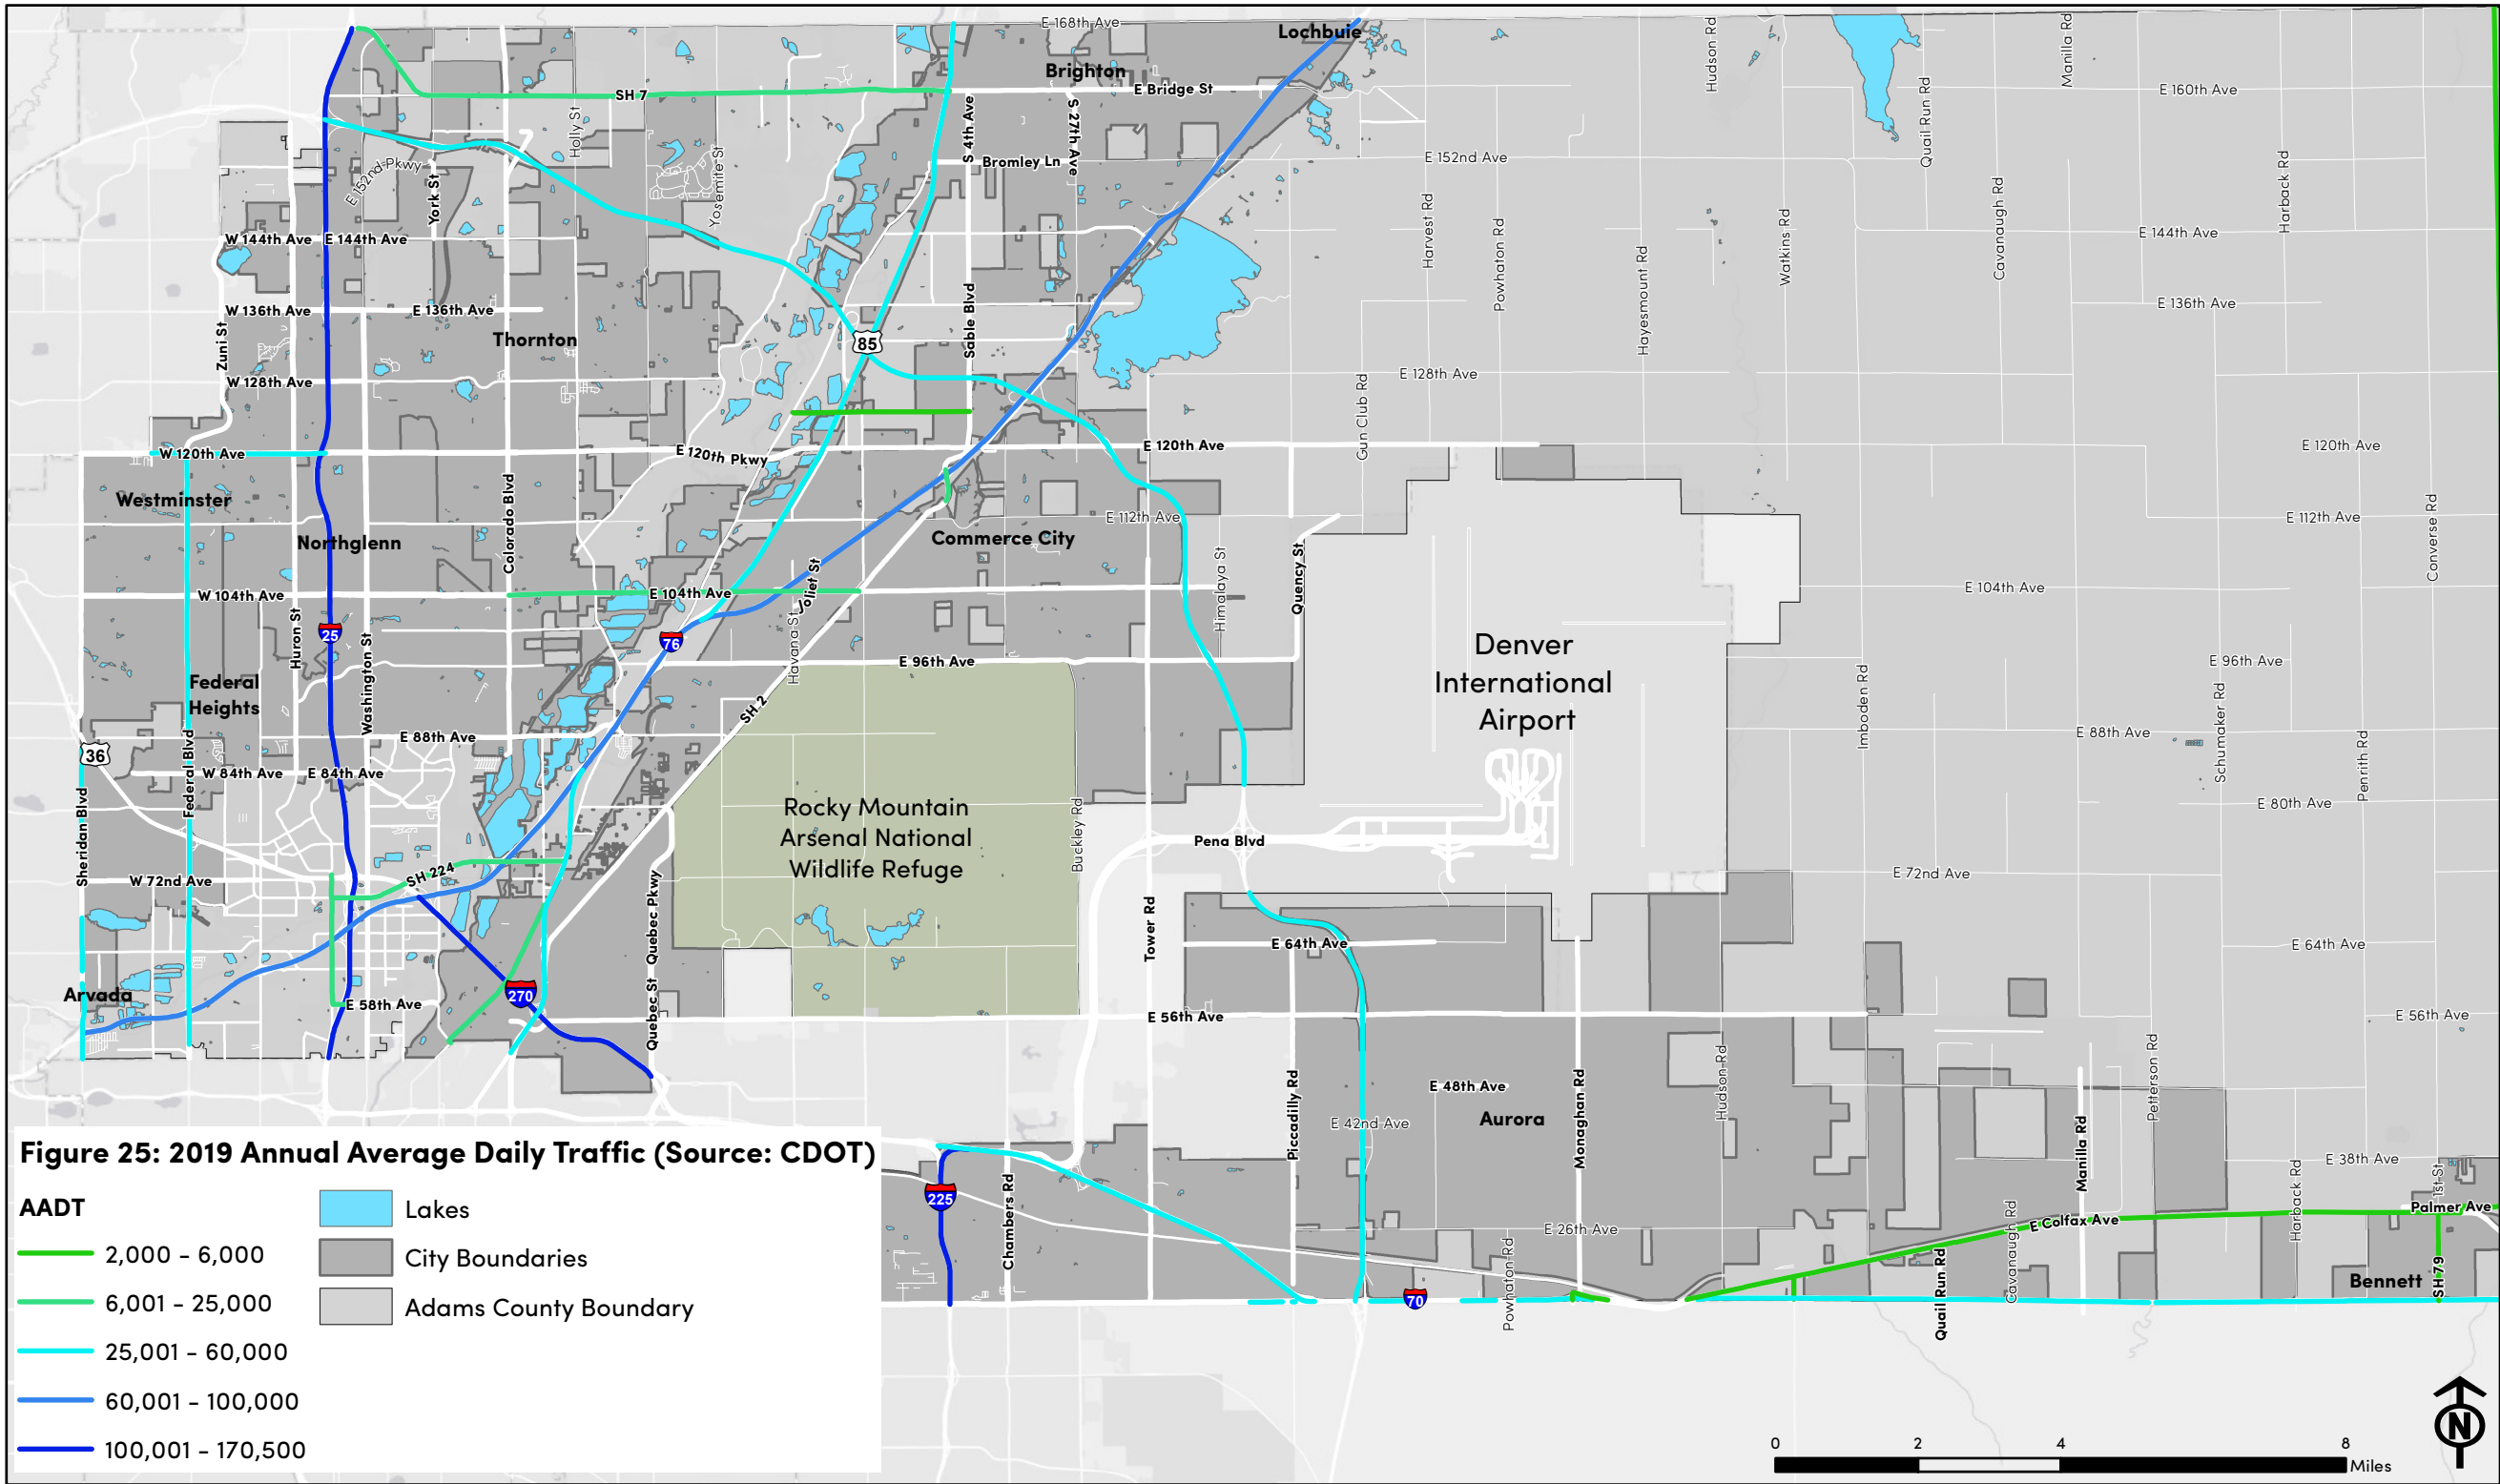 E 168th Ave
Lochbuie
Brighton
Hudson Rd
Manilla Rd
SH 7
E Bridge St
E 160th Ave
Holly St
S 4th Ave
S 27th Ave
Quail Run Rd
E 152nd Pkwy
York St
Yosemite St
Bromley Ln
E 152nd Ave
Harback Rd
W 144th Ave
E 144th Ave
Harvest Rd
Powhaton Rd
Watkins Rd
Cavanaugh Rd
E 144th Ave
Hayesmount Rd
W 136th Ave
E 136th Ave
E 136th Ave
Zuni St
Thornton
85
Sable Blvd
W 128th Ave
E 128th Ave
Gun Club Rd
W 120th Ave
E 120th Pkwy
E 120th Ave
E 120th Ave
Westminster
Colorado Blvd
E 112th Ave
E 112th Ave
Converse Rd
Northglenn
Commerce City
Joliet St
Himalaya St
Quency St
W 104th Ave
E 104th Ave
E 104th Ave
Huron St
25
Washington St
76
Havana St
E 96th Ave
E 96th Ave
Denver
International
Airport
Federal
Heights
SH 2
Imboden Rd
Schumaker Rd
36
Federal Blvd
E 88th Ave
E 88th Ave
Penrith Rd
W 84th Ave
E 84th Ave
Sheridan Blvd
Rocky Mountain
Arsenal National
Wildlife Refuge
Buckley Rd
E 80th Ave
Pena Blvd
W 72nd Ave
SH 224
E 72nd Ave
Quebec Pkwy
Tower Rd
E 64th Ave
E 64th Ave
Arvada
270
E 58th Ave
Quebec St
E 56th Ave
E 56th Ave
Piccadilly Rd
E 48th Ave
Monaghan Rd
Hudson Rd
Petterson Rd
E 42nd Ave
Aurora
Manilla Rd
E 38th Ave
225
Chambers Rd
E 26th Ave
Powhaton Rd
Cavanaugh Rd
E Colfax Ave
Harback Rd
1st St
Palmer Ave
Quail Run Rd
Bennett
SH 79
70
Figure 25: 2019 Annual Average Daily Traffic (Source: CDOT)
AADT
2,000 - 6,000
6,001 - 25,000
25,001 - 60,000
60,001 - 100,000
100,001 - 170,500
Lakes
City Boundaries
Adams County Boundary
0 2 4 8
Miles
N